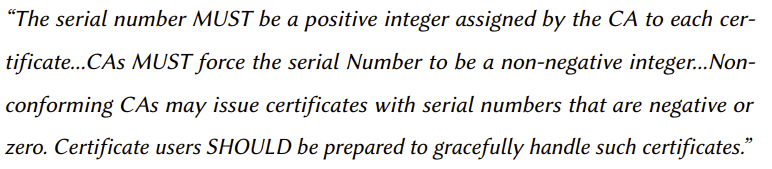 “The serial number MUST be a positive integer assigned by the CA to each cer-
tificate...CAs MUST force the serial Number to be a non-negative integer...Non-
conforming CAs may issue certificates with serial numbers that are negative or
zero. Certificate users SHOULD be prepared to gracefully handle such certificates.”